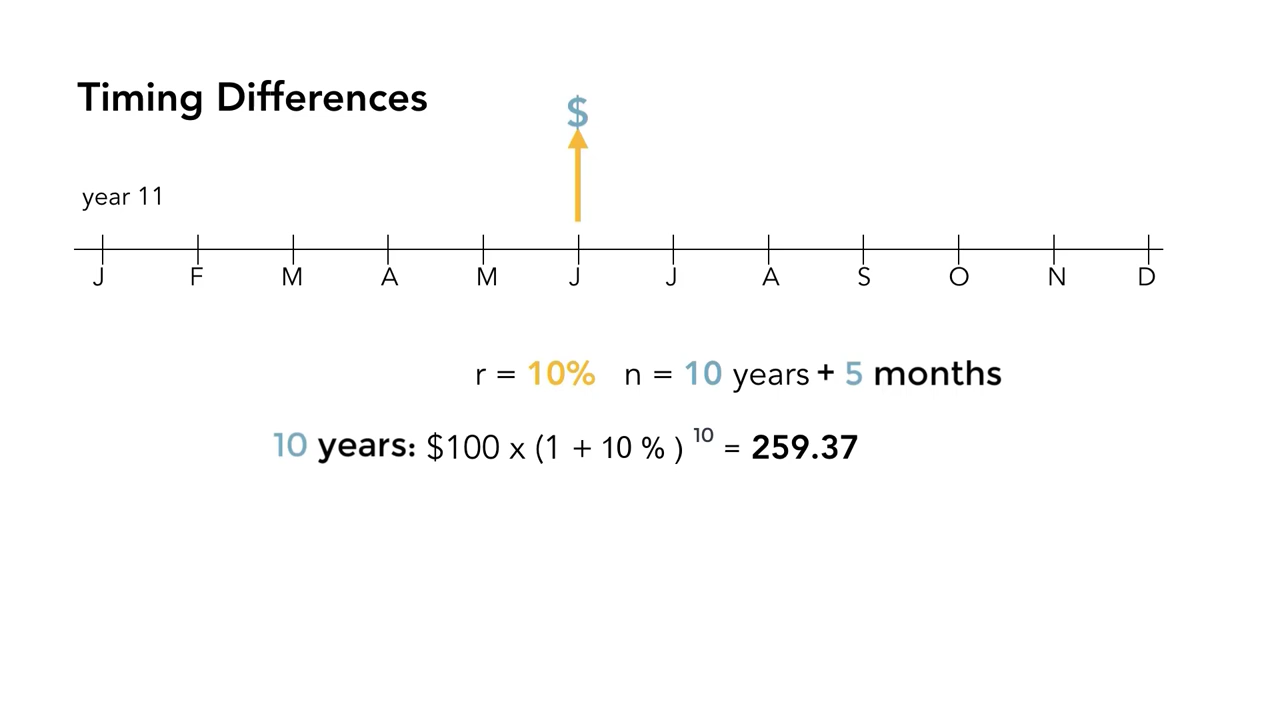 Timing Differences
$
year 11
J F M A M J J A S O N D
r = 10% n = 10 years + 5 months
10 years: $100 x (1 + 10 % ) 10 = 259.37